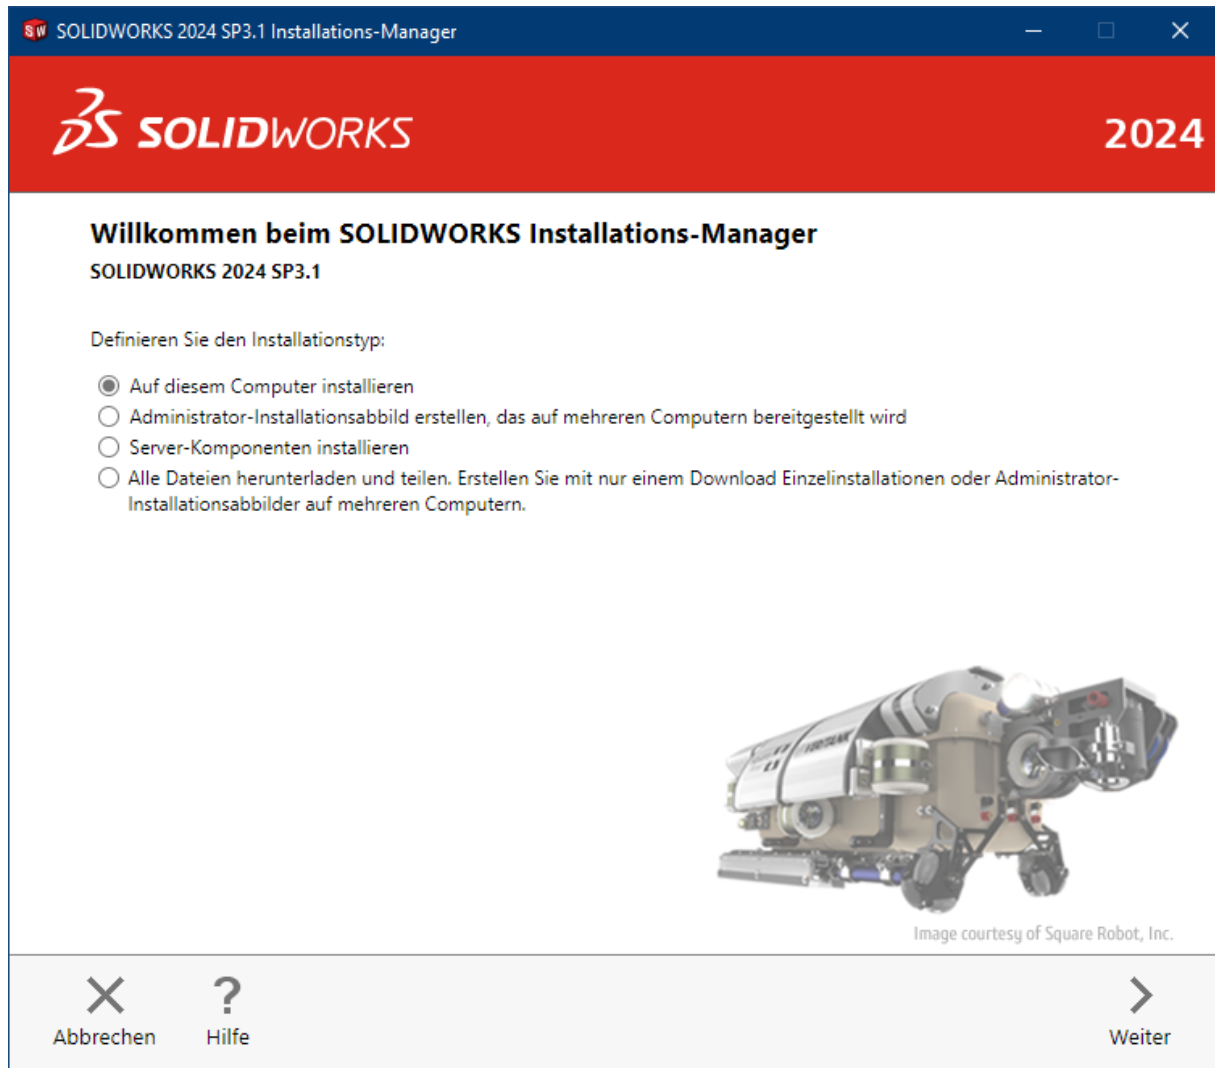 SOLIDWORKS 2024 SP3.1 Installations-Manager
SOLIDWORKS
2024
Willkommen beim SOLIDWORKS Installations-Manager
SOLIDWORKS 2024 SP3.1
Definieren Sie den Installationstyp:
Auf diesem Computer installieren
Administrator-Installationsabbild erstellen, das auf mehreren Computern bereitgestellt wird
Server-Komponenten installieren
Alle Dateien herunterladen und teilen. Erstellen Sie mit nur einem Download Einzelinstallationen oder Administrator-
Installationsabbilder auf mehreren Computern.
Image courtesy of Square Robot, Inc.
Abbrechen
Hilfe
Weiter